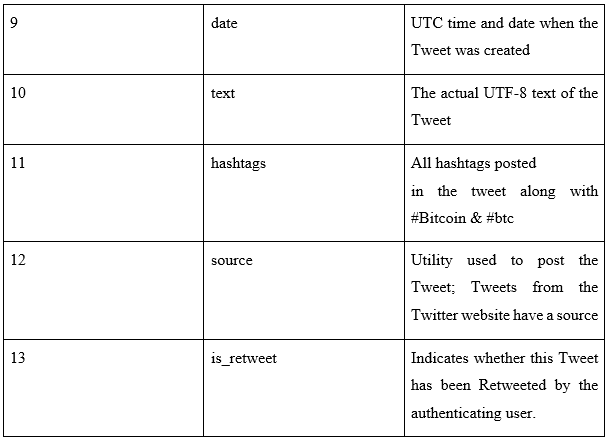 9 date UTC time and date when the
Tweet was created
10 text The actual UTF-8 text of the
Tweet
11 hashtags All hashtags posted
in the tweet along with
#Bitcoin & #btc
12 source Utility used to post the
Tweet; Tweets from the
Twitter website have a source
13 is_retweet Indicates whether this Tweet
has been Retweeted by the
authenticating user.